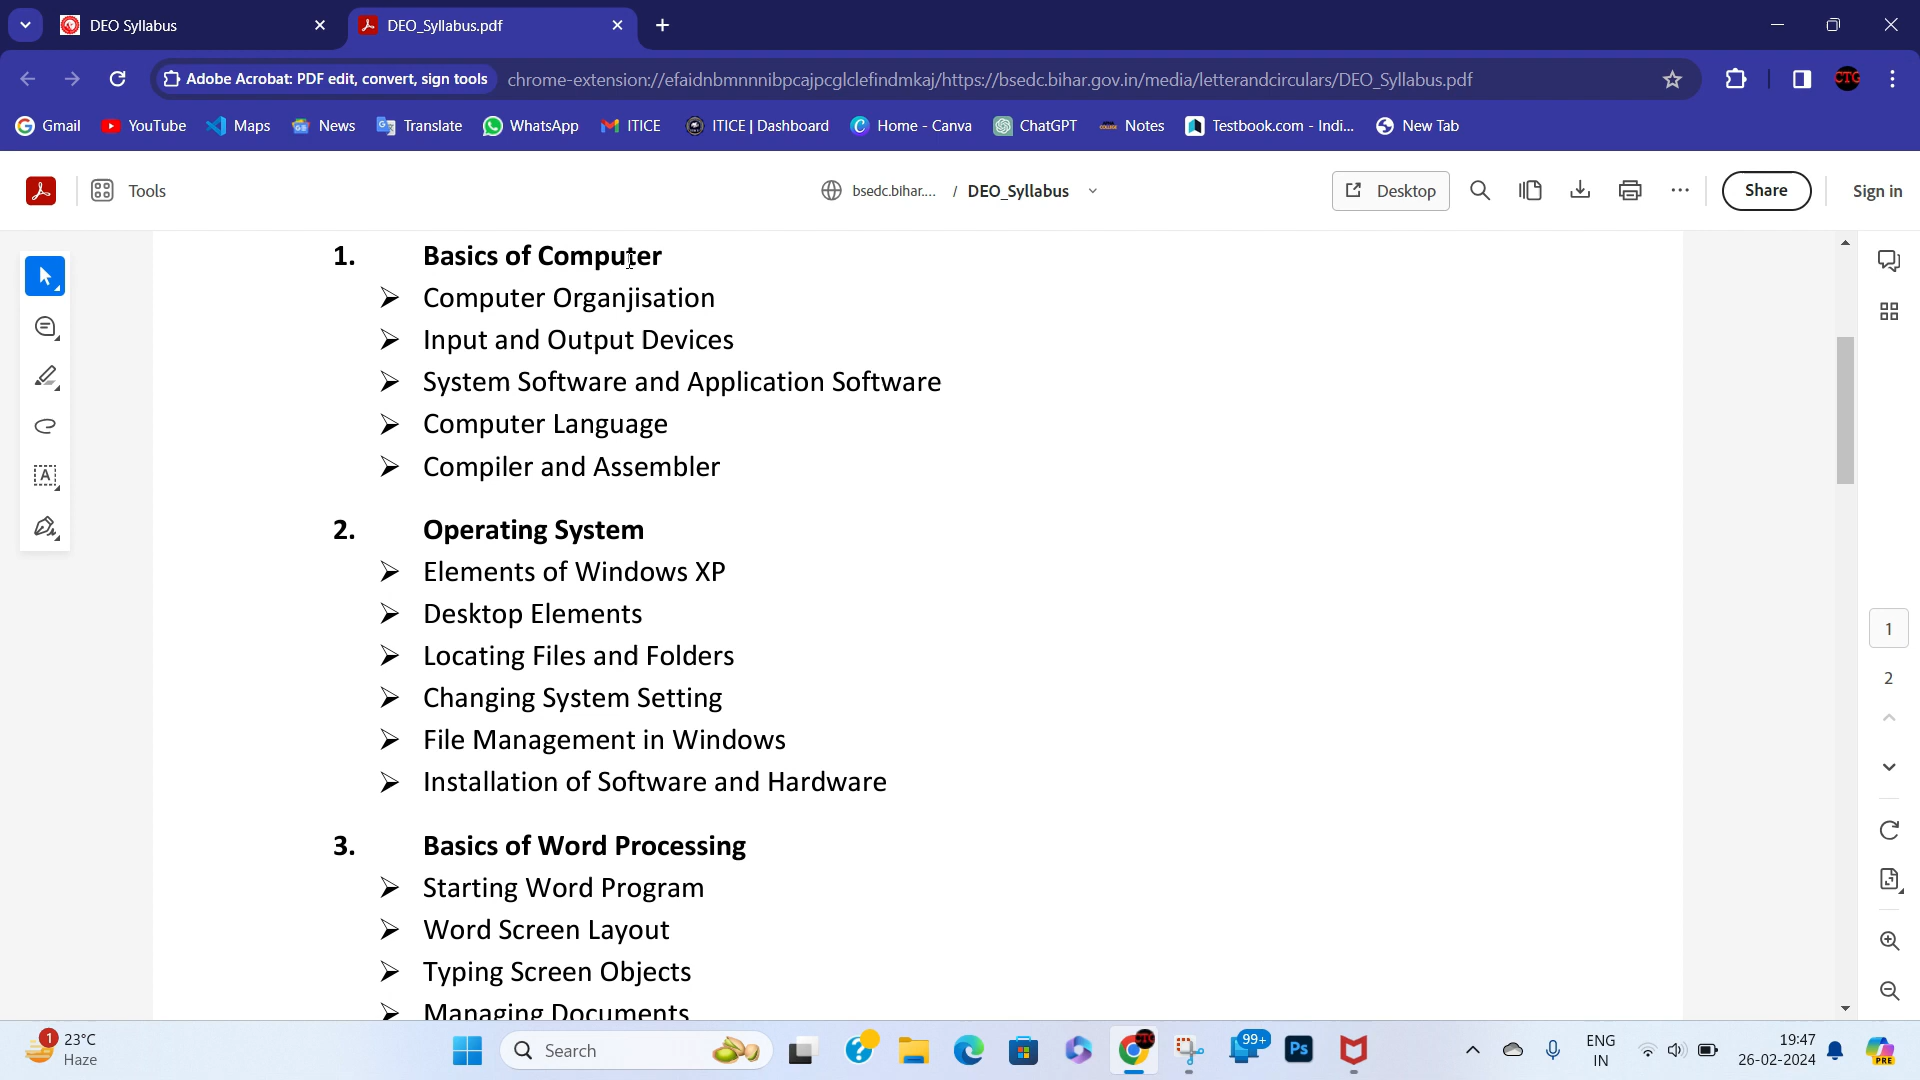 DEO Syllabus
DEO_Syllabus.pdf
Adobe Acrobat: PDF edit, convert, sign tools
chrome-extension://efaidnbmnnnibpcajpcglclefindmkaj/https://bsedc.bihar.gov.in/media/letterandcirculars/DEO_Syllabus.pdf
CTG
Gmail YouTube Maps News Translate WhatsApp ITICE ITICE | Dashboard Home - Canva ChatGPT Notes Testbook.com - Indi... New Tab
Tools
bsedc.bihar.... / DEO_Syllabus
Desktop
Share
Sign in
1. Basics of Computer
➢ Computer Organjisation
➢ Input and Output Devices
➢ System Software and Application Software
➢ Computer Language
➢ Compiler and Assembler
2. Operating System
➢ Elements of Windows XP
➢ Desktop Elements
➢ Locating Files and Folders
➢ Changing System Setting
➢ File Management in Windows
➢ Installation of Software and Hardware
3. Basics of Word Processing
➢ Starting Word Program
➢ Word Screen Layout
➢ Typing Screen Objects
➢ Managing Documents
1
2
1
23°C
Haze
Search
CTG
99+
Ps
ENG
IN
19:47
26-02-2024
PRE